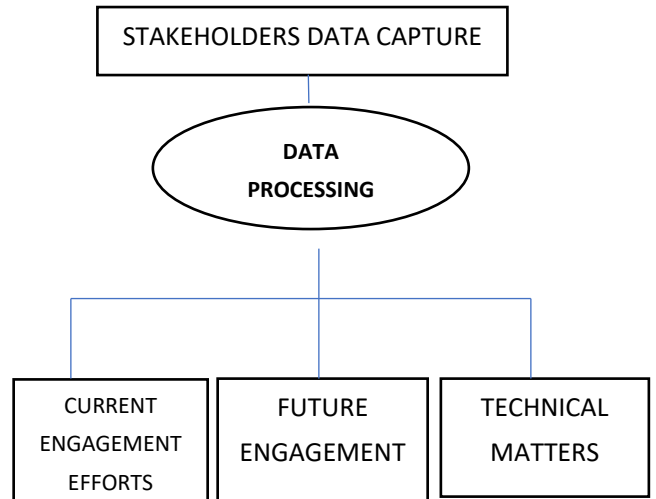 STAKEHOLDERS DATA CAPTURE
DATA
PROCESSING
CURRENT
ENGAGEMENT
EFFORTS
FUTURE
ENGAGEMENT
TECHNICAL
MATTERS